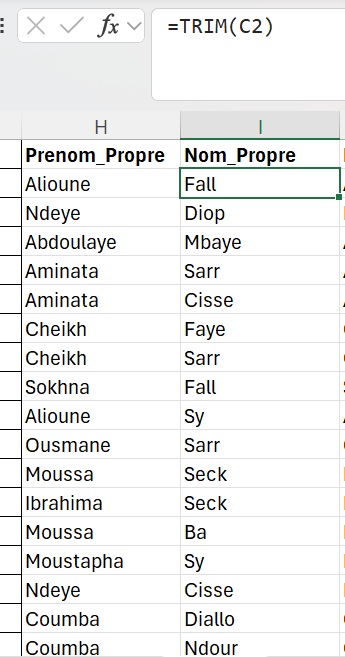 fx =TRIM(C2)
H I
Prenom_Propre Nom_Propre
Alioune Fall
Ndeye Diop
Abdoulaye Mbaye
Aminata Sarr
Aminata Cisse
Cheikh Faye
Cheikh Sarr
Sokhna Fall
Alioune Sy
Ousmane Sarr
Moussa Seck
Ibrahima Seck
Moussa Ba
Moustapha Sy
Ndeye Cisse
Coumba Diallo
Coumba Ndour